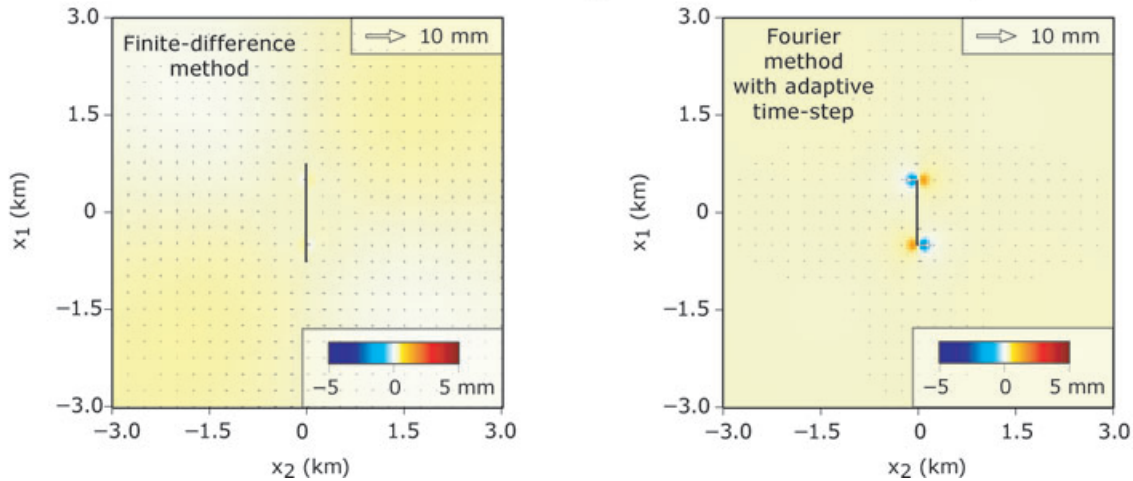 3.0
1.5
0
−1.5
−3.0
x1 (km)
Finite-difference
method
10 mm
−5 0 5 mm
−3.0 −1.5 0 1.5 3.0
x2 (km)
3.0
1.5
0
−1.5
−3.0
x1 (km)
Fourier
method
with adaptive
time-step
10 mm
−5 0 5 mm
−3.0 −1.5 0 1.5 3.0
x2 (km)